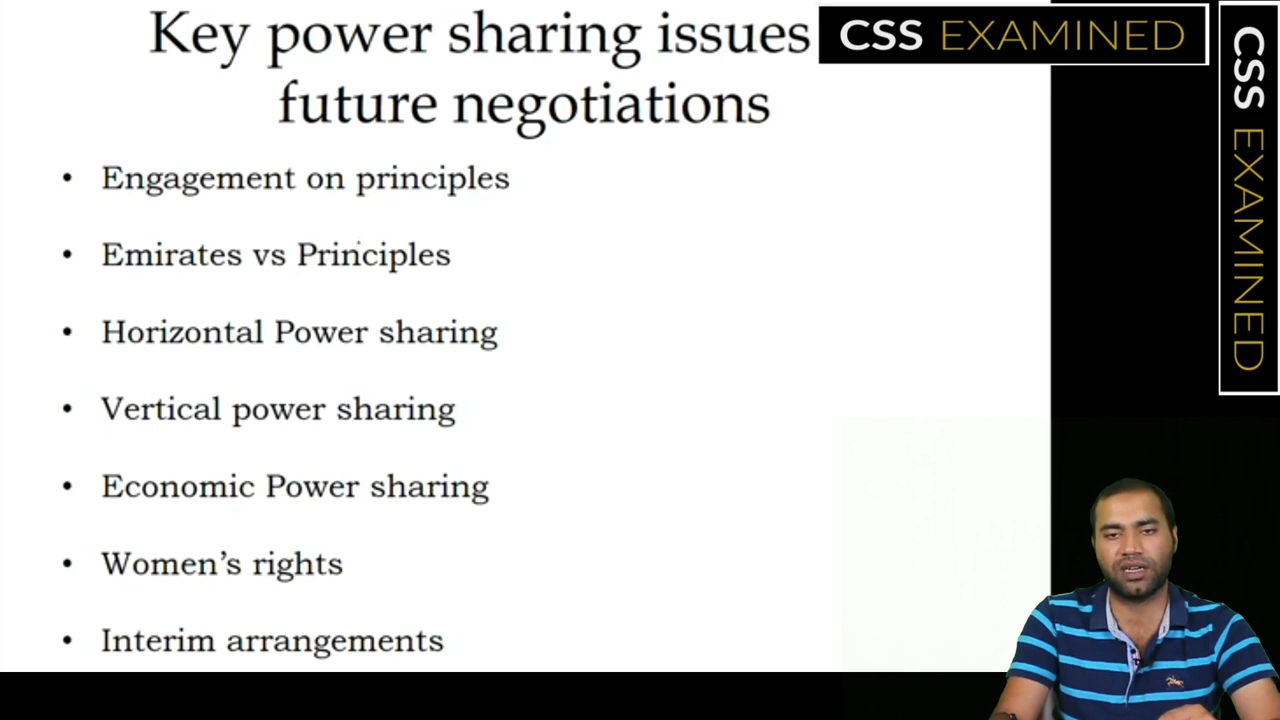 Key power sharing issues
future negotiations
• Engagement on principles
• Emirates vs Principles
• Horizontal Power sharing
• Vertical power sharing
• Economic Power sharing
• Women’s rights
• Interim arrangements
CSS EXAMINED
CSS EXAMINED